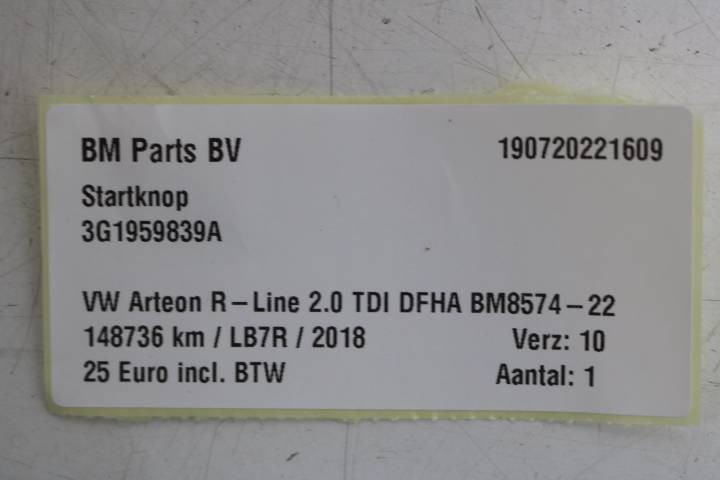 BM Parts BV 190720221609
Startknop
3G1959839A
VW Arteon R-Line 2.0 TDI DFHA BM8574-22
148736 km / LB7R / 2018 Verz: 10
25 Euro incl. BTW Aantal: 1